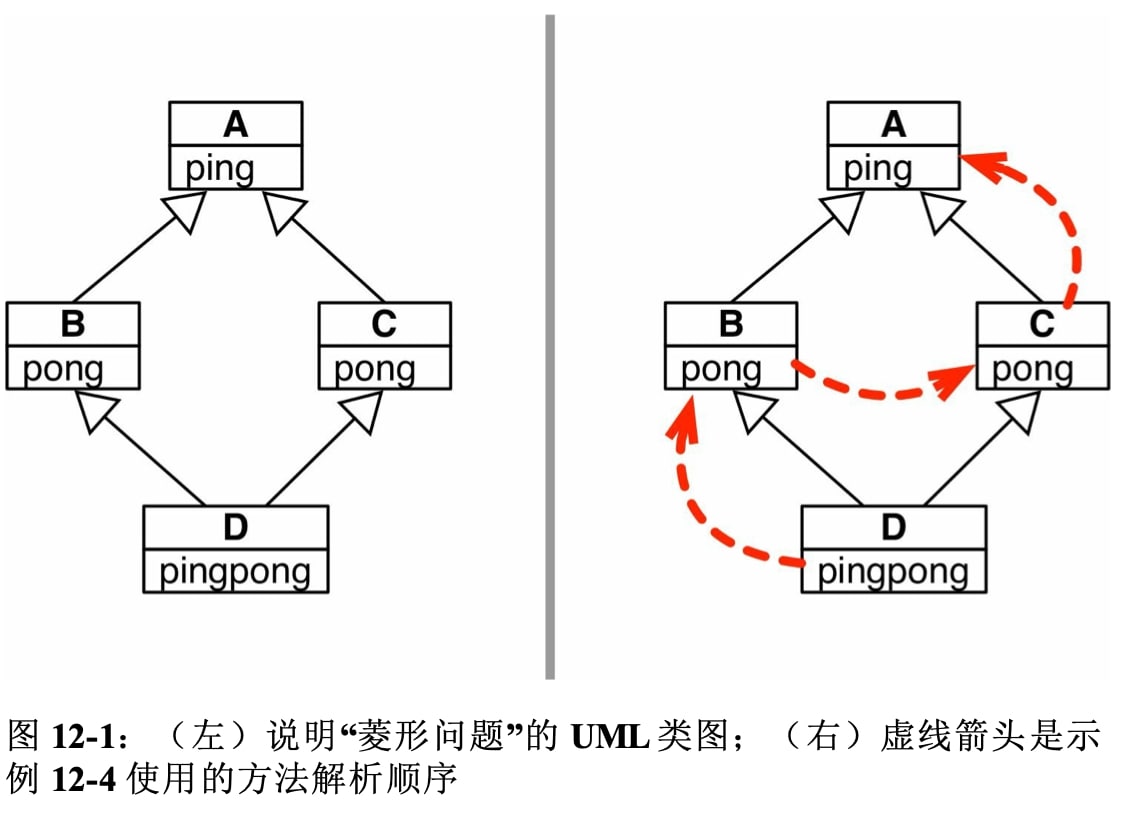 A
ping
B
pong
C
pong
D
pingpong
A
ping
B
pong
C
pong
D
pingpong
图 12-1：（左）说明“菱形问题”的 UML 类图；（右）虚线箭头是示
例 12-4 使用的方法解析顺序